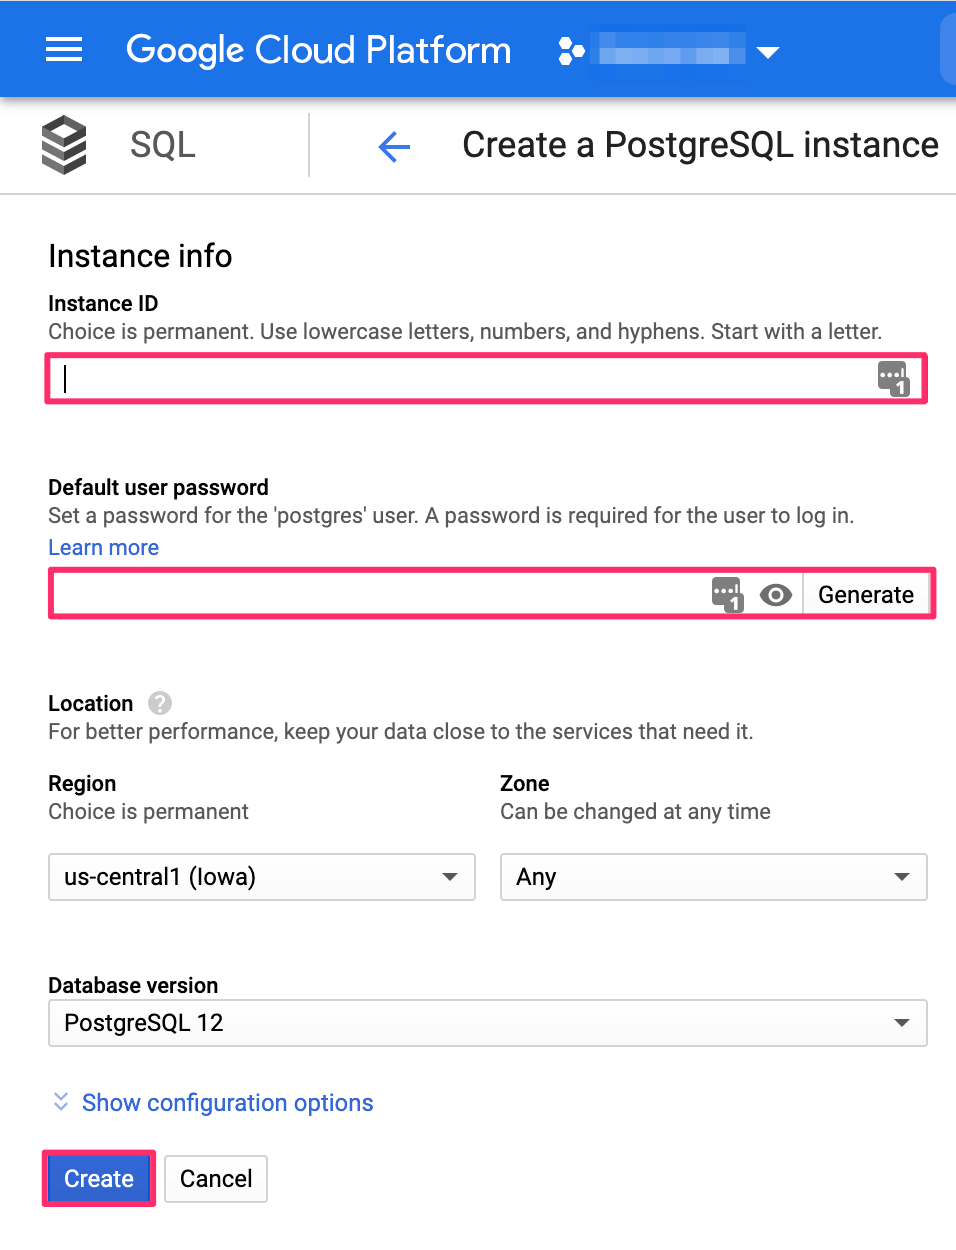 Google Cloud Platform
SQL
Create a PostgreSQL instance
Instance info
Instance ID
Choice is permanent. Use lowercase letters, numbers, and hyphens. Start with a letter.
1
Default user password
Set a password for the 'postgres' user. A password is required for the user to log in.
Learn more
1
Generate
Location ?
For better performance, keep your data close to the services that need it.
Region
Choice is permanent
us-central1 (Iowa)
Zone
Can be changed at any time
Any
Database version
PostgreSQL 12
Show configuration options
Create
Cancel